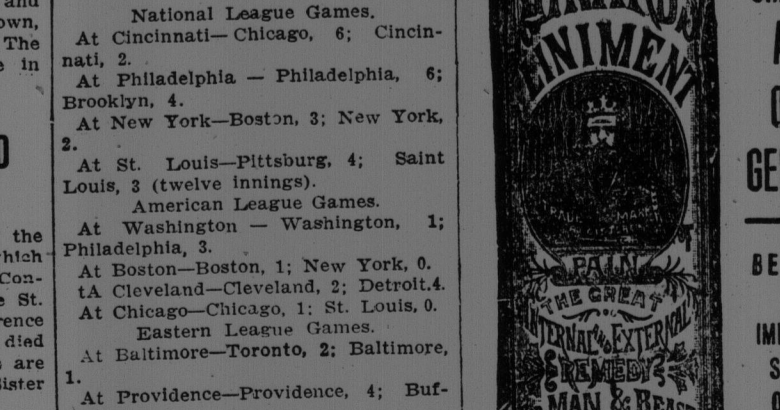 and
own,
The
e in
the
which
Con-
e St.
rence
died
are
Sister
National League Games.
At Cincinnati—Chicago, 6; Cincin-
nati, 2.
At Philadelphia — Philadelphia, 6;
Brooklyn, 4.
At New York—Boston, 3; New York,
2.
At St. Louis—Pittsburg, 4; Saint
Louis, 3 (twelve innings).
American League Games.
At Washington — Washington, 1;
Philadelphia, 3.
At Boston—Boston, 1; New York, 0.
tA Cleveland—Cleveland, 2; Detroit.4.
At Chicago—Chicago, 1; St. Louis, 0.
Eastern League Games.
At Baltimore—Toronto, 2; Baltimore,
1.
At Providence—Providence, 4; Buf-
LINIMENT
PAIN
THE GREAT
INTERNAL AND EXTERNAL
REMEDY
MAN & BEAST
GE
BE
IM
S